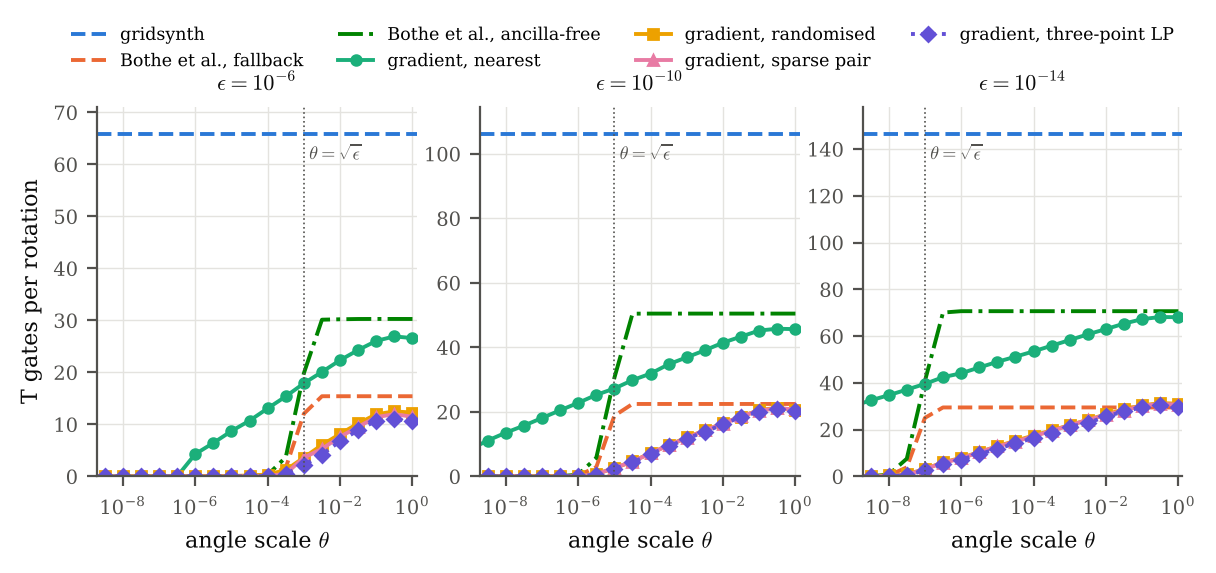 gridsynth
Bothe et al., fallback
Bothe et al., ancilla-free
gradient, nearest
gradient, randomised
gradient, sparse pair
gradient, three-point LP
ϵ = 10⁻⁶
ϵ = 10⁻¹⁰
ϵ = 10⁻¹⁴
T gates per rotation
70
60
50
40
30
20
10
0
θ = √ϵ
10⁻⁸
10⁻⁶
10⁻⁴
10⁻²
10⁰
angle scale θ
100
80
60
40
20
0
θ = √ϵ
10⁻⁸
10⁻⁶
10⁻⁴
10⁻²
10⁰
angle scale θ
140
120
100
80
60
40
20
0
θ = √ϵ
10⁻⁸
10⁻⁶
10⁻⁴
10⁻²
10⁰
angle scale θ